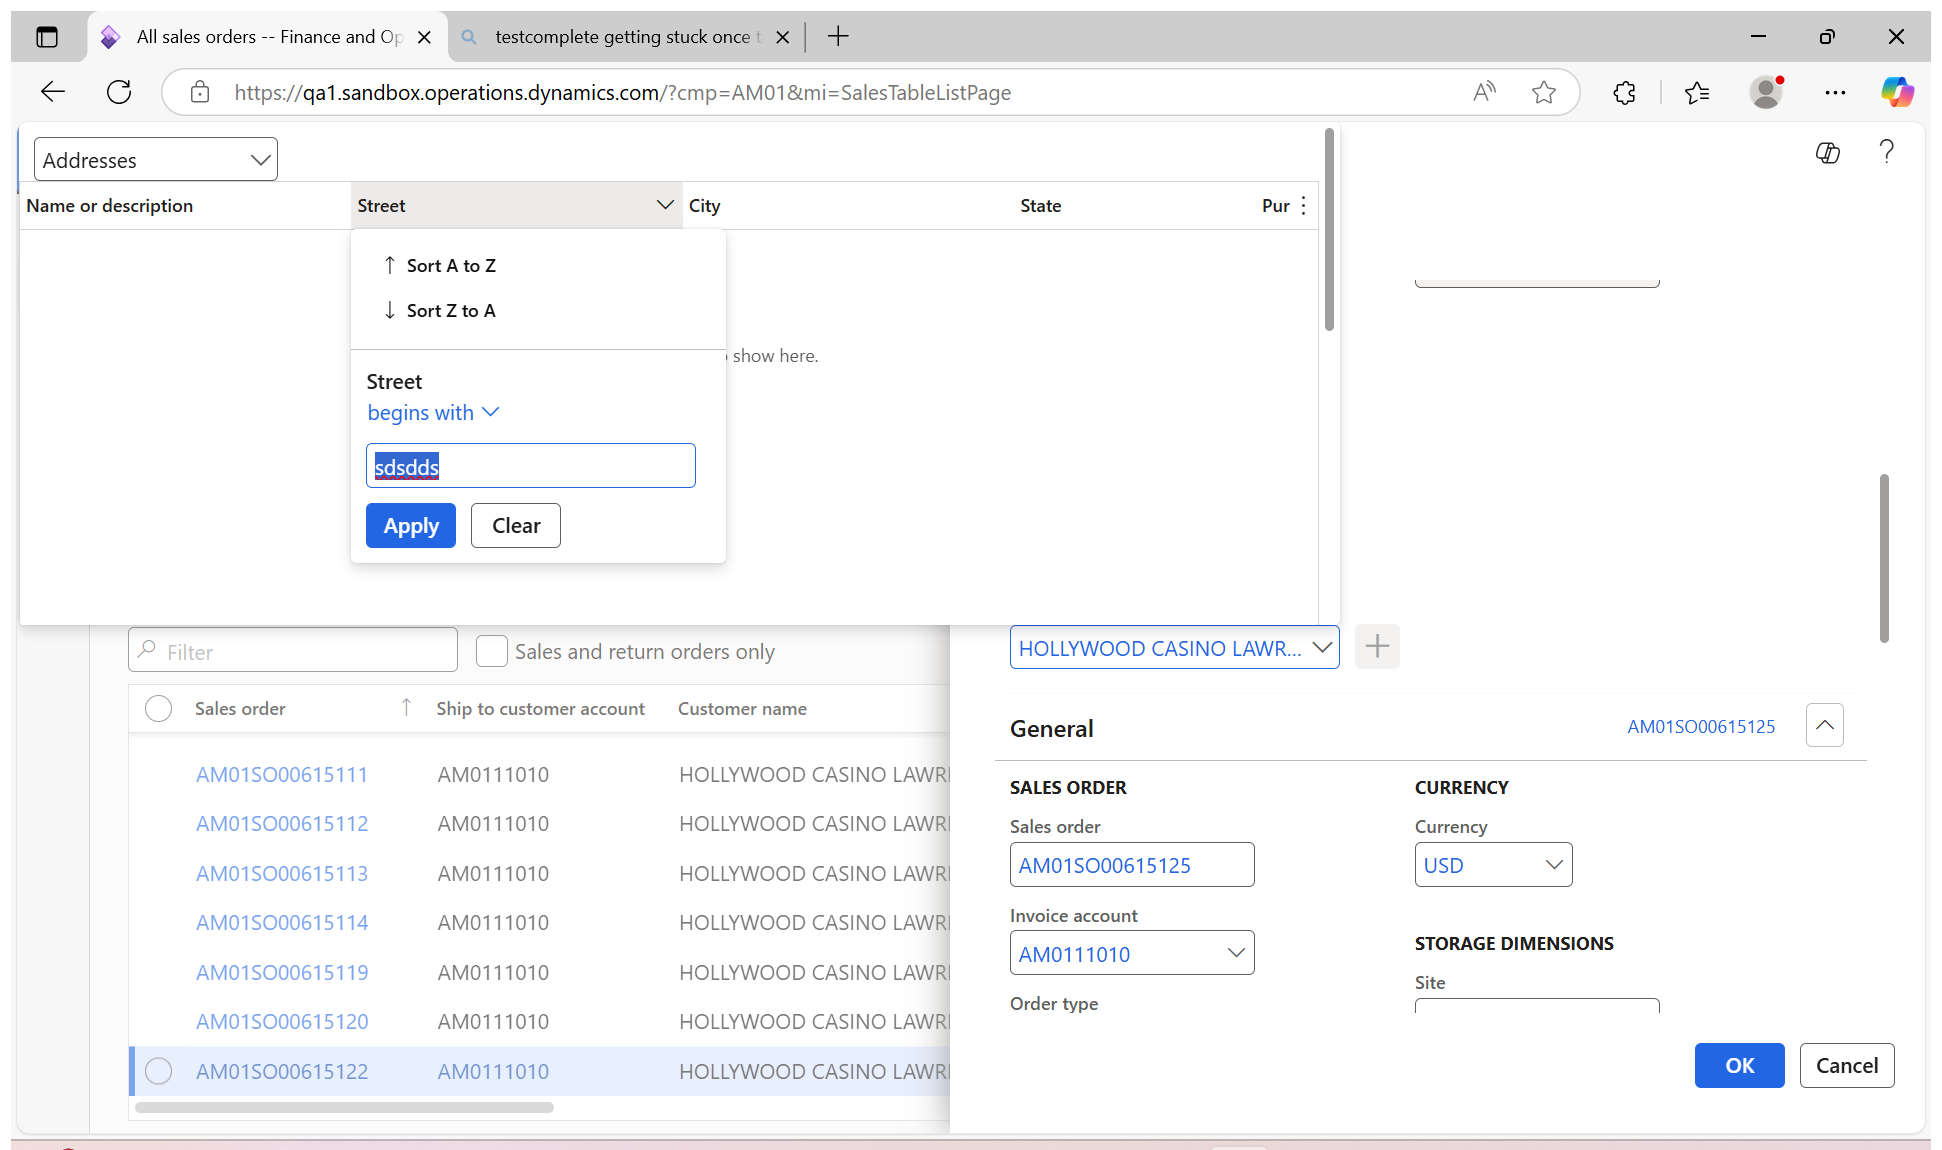 All sales orders -- Finance and Op
testcomplete getting stuck once t
https://qa1.sandbox.operations.dynamics.com/?cmp=AM01&mi=SalesTableListPage
Addresses
Name or description Street City State Pur
Sort A to Z
Sort Z to A
show here.
Street
begins with
sdsdds
Apply Clear
Filter Sales and return orders only
HOLLYWOOD CASINO LAWR...
Sales order Ship to customer account Customer name
AM01SO00615111 AM0111010 HOLLYWOOD CASINO LAWR
AM01SO00615112 AM0111010 HOLLYWOOD CASINO LAWR
AM01SO00615113 AM0111010 HOLLYWOOD CASINO LAWR
AM01SO00615114 AM0111010 HOLLYWOOD CASINO LAWR
AM01SO00615119 AM0111010 HOLLYWOOD CASINO LAWR
AM01SO00615120 AM0111010 HOLLYWOOD CASINO LAWR
AM01SO00615122 AM0111010 HOLLYWOOD CASINO LAWR
General AM01SO00615125
SALES ORDER
Sales order
AM01SO00615125
Invoice account
AM0111010
Order type
CURRENCY
Currency
USD
STORAGE DIMENSIONS
Site
OK Cancel